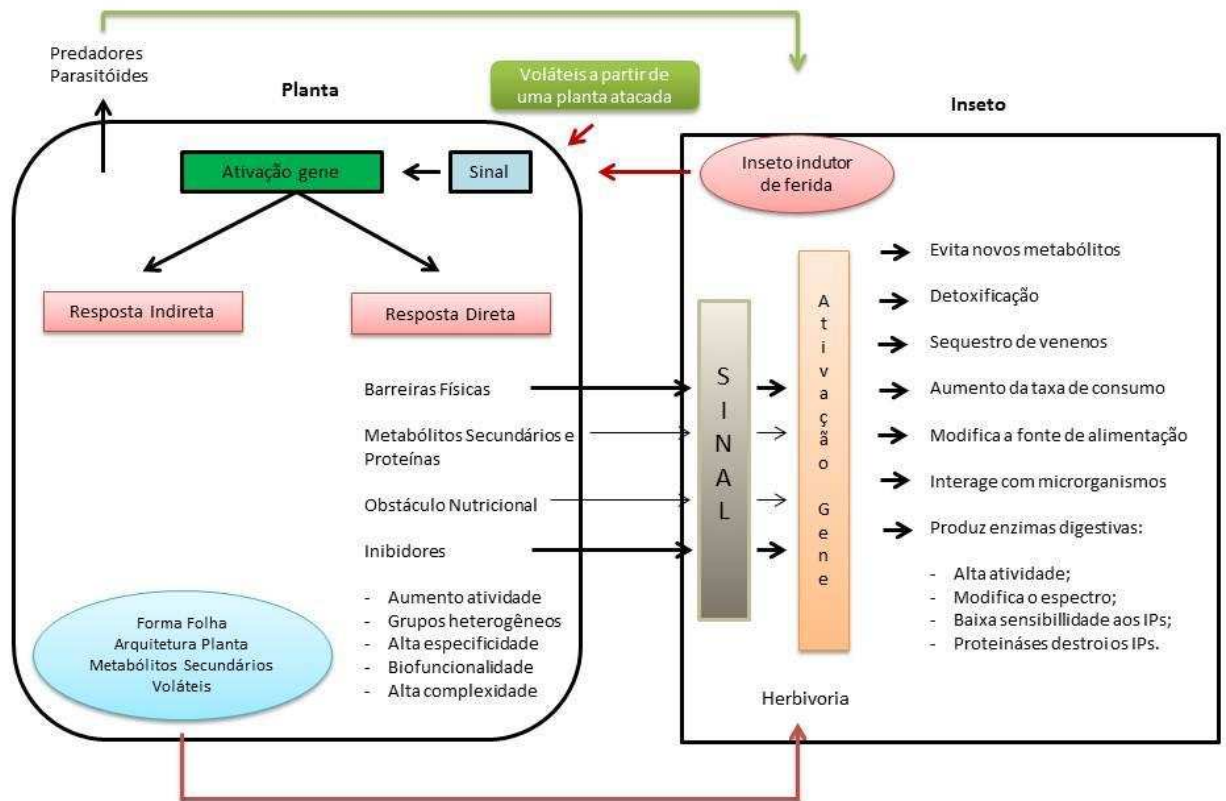 Predadores
Parasitóides
Planta
Voláteis a partir de
uma planta atacada
Inseto
Ativação gene
Sinal
Inseto indutor
de ferida
Resposta Indireta
Resposta Direta
Barreiras Físicas
Metabólitos Secundários e
Proteínas
Obstáculo Nutricional
Inibidores
- Aumento atividade
- Grupos heterogêneos
- Alta especificidade
- Biofuncionalidade
- Alta complexidade
Forma Folha
Arquitetura Planta
Metabólitos Secundários
Voláteis
SINAL
Ativação Gene
Evita novos metabólitos
Detoxificação
Sequestro de venenos
Aumento da taxa de consumo
Modifica a fonte de alimentação
Interage com microrganismos
Produz enzimas digestivas:
- Alta atividade;
- Modifica o espectro;
- Baixa sensibillidade aos IPs;
- Proteináses destroi os IPs.
Herbivoria